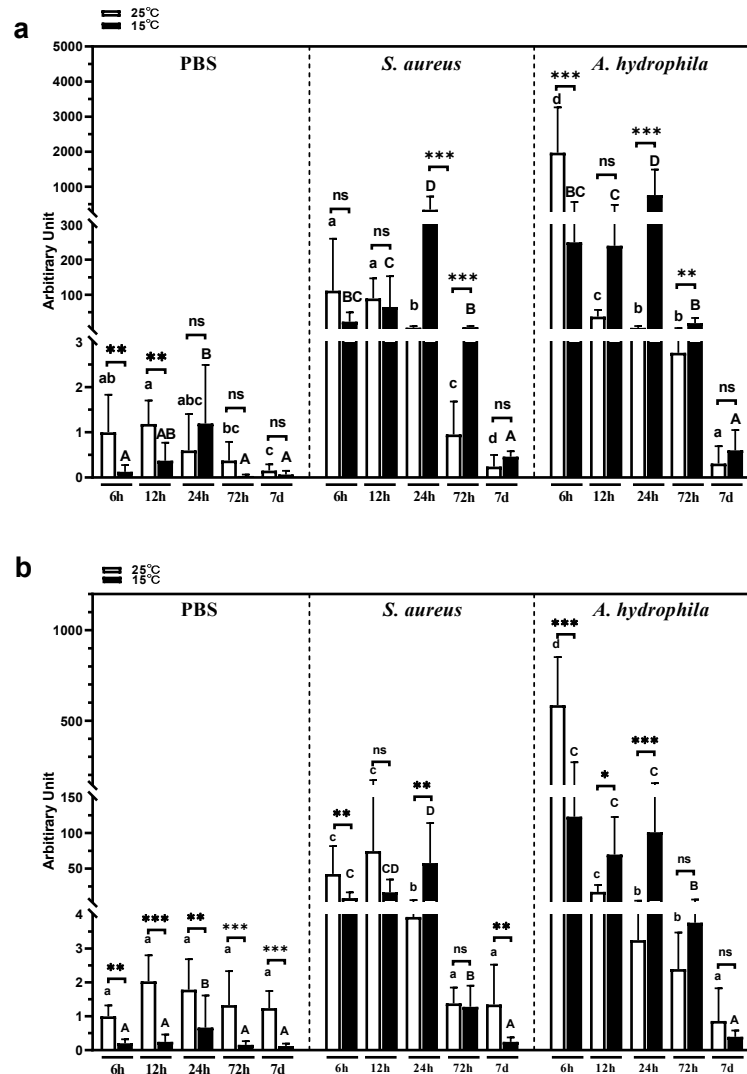 a
25℃
15℃
PBS S. aureus A. hydrophila
5000
4000
3000
2000
1000
300
200
100
3
2
1
0
Arbitirary Unit
** ** ns ns ns
ab A a AB abc B bc A c A
ns ns *** *** ns
a BC a C b D c B d A
*** ns *** ** ns
d BC c C b D b B a A
6h 12h 24h 72h 7d 6h 12h 24h 72h 7d 6h 12h 24h 72h 7d
b
25℃
15℃
PBS S. aureus A. hydrophila
1000
500
150
100
50
4
3
2
1
0
Arbitirary Unit
** *** ** *** ***
a A a A a B a A a A
** ns ** ns **
c C c CD b D a A a A
*** * *** ns ns
d C c C b C b B a A
6h 12h 24h 72h 7d 6h 12h 24h 72h 7d 6h 12h 24h 72h 7d